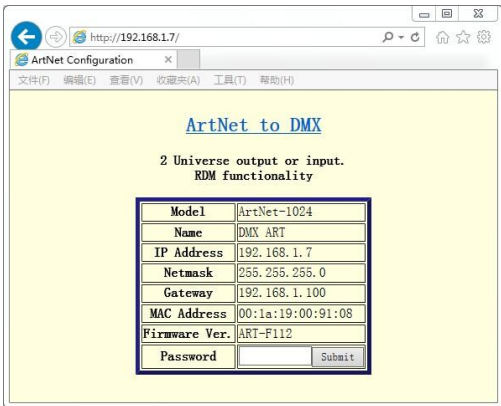 http://192.168.1.7/
ArtNet Configuration
文件(F) 编辑(E) 查看(V) 收藏夹(A) 工具(T) 帮助(H)
ArtNet to DMX
2 Universe output or input.
RDM functionality
Model ArtNet-1024
Name DMX ART
IP Address 192.168.1.7
Netmask 255.255.255.0
Gateway 192.168.1.100
MAC Address 00:1a:19:00:91:08
Firmware Ver. ART-F112
Password Submit